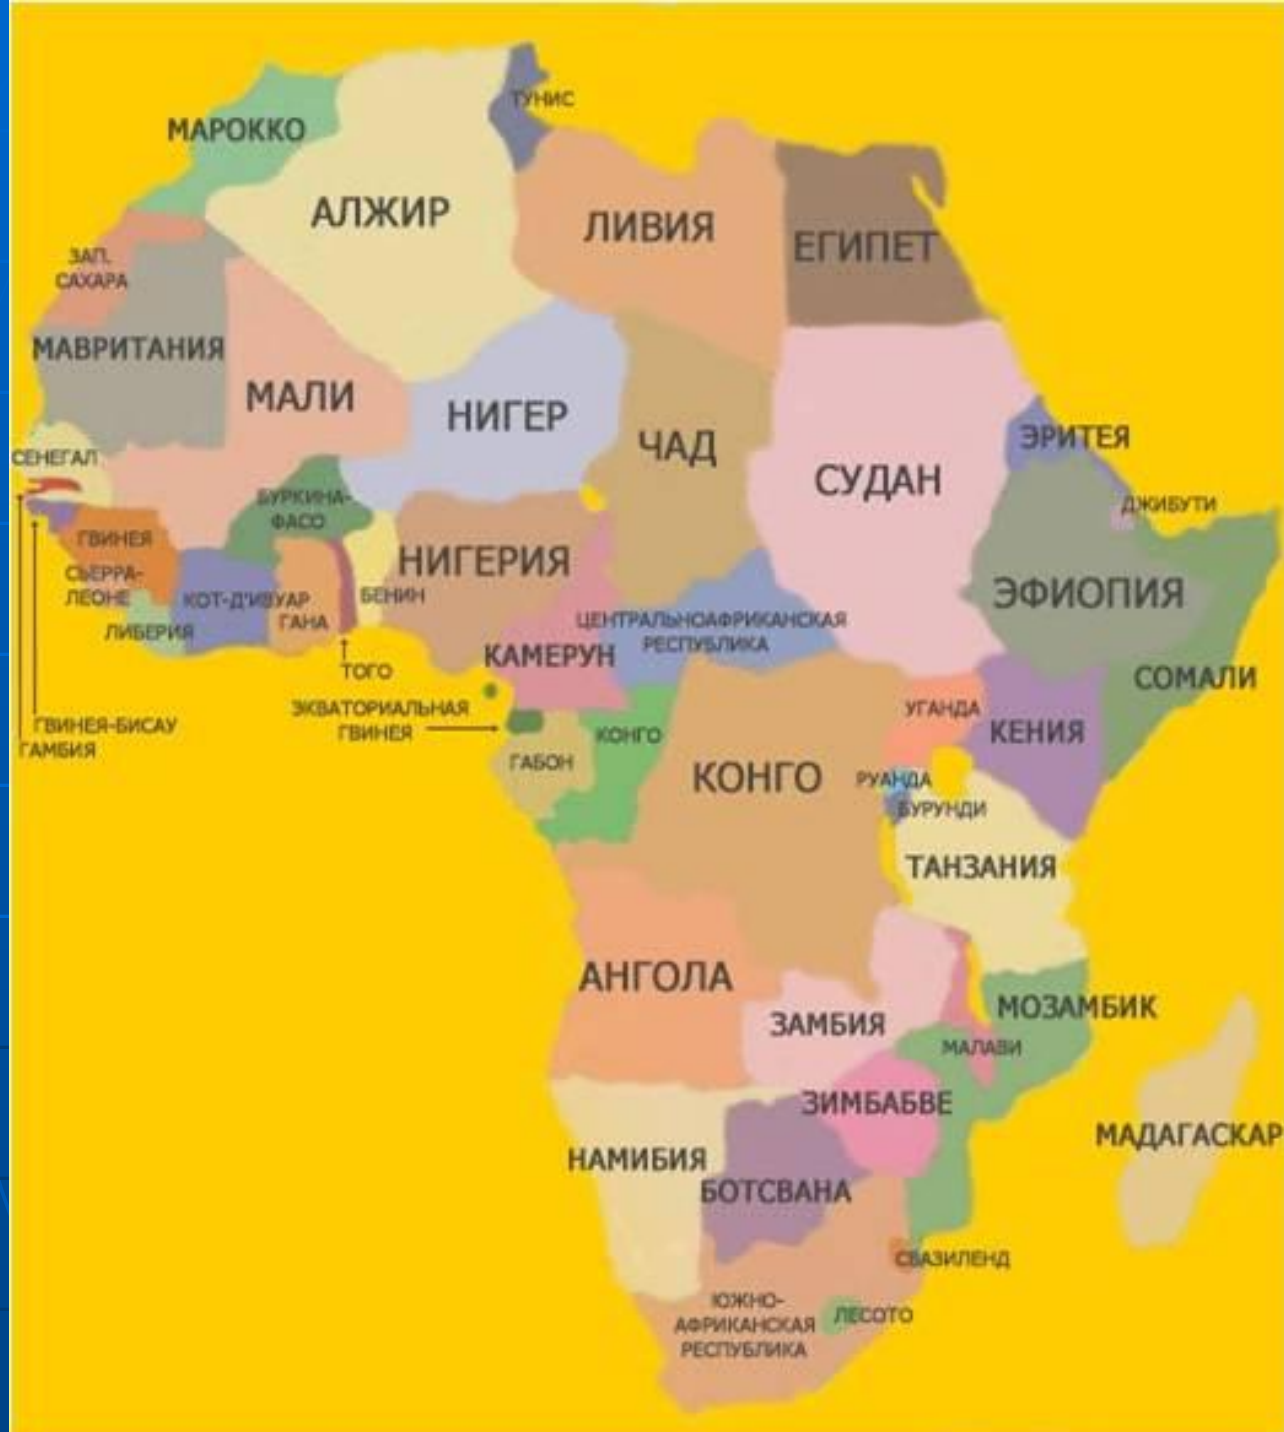 ТУНИС
МАРОККО
АЛЖИР
ЛИВИЯ
ЕГИПЕТ
ЗАП.
САХАРА
МАВРИТАНИЯ
МАЛИ
НИГЕР
ЧАД
СУДАН
ЭРИТЕЯ
СЕНЕГАЛ
БУРКИНА-
ФАСО
ДЖИБУТИ
ГВИНЕЯ
НИГЕРИЯ
СЬЕРРА-
ЛЕОНЕ
КОТ-Д'ИВУАР
БЕНИН
ЭФИОПИЯ
ГАНА
ЛИБЕРИЯ
ЦЕНТРАЛЬНОАФРИКАНСКАЯ
РЕСПУБЛИКА
КАМЕРУН
ТОГО
СОМАЛИ
ЭКВАТОРИАЛЬНАЯ
ГВИНЕЯ
УГАНДА
КЕНИЯ
ГВИНЕЯ-БИСАУ
ГАМБИЯ
КОНГО
ГАБОН
КОНГО
РУАНДА
БУРУНДИ
ТАНЗАНИЯ
АНГОЛА
МОЗАМБИК
ЗАМБИЯ
МАЛАВИ
ЗИМБАБВЕ
МАДАГАСКАР
НАМИБИЯ
БОТСВАНА
СВАЗИЛЕНД
ЮЖНО-
АФРИКАНСКАЯ
РЕСПУБЛИКА
ЛЕСОТО